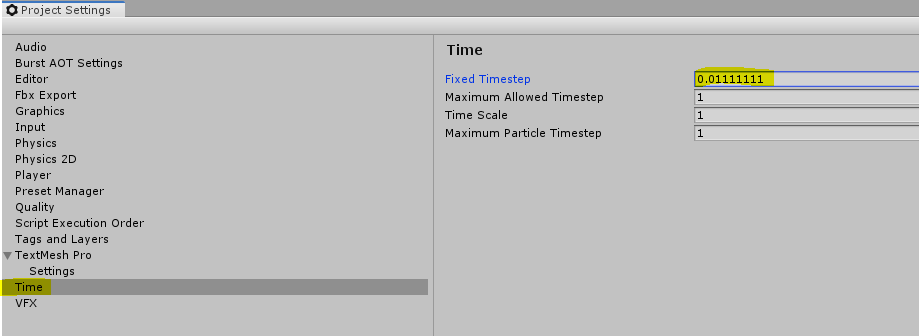 Project Settings
Audio
Burst AOT Settings
Editor
Fbx Export
Graphics
Input
Physics
Physics 2D
Player
Preset Manager
Quality
Script Execution Order
Tags and Layers
TextMesh Pro
Settings
Time
VFX
Time
Fixed Timestep 0.01111111
Maximum Allowed Timestep 1
Time Scale 1
Maximum Particle Timestep 1